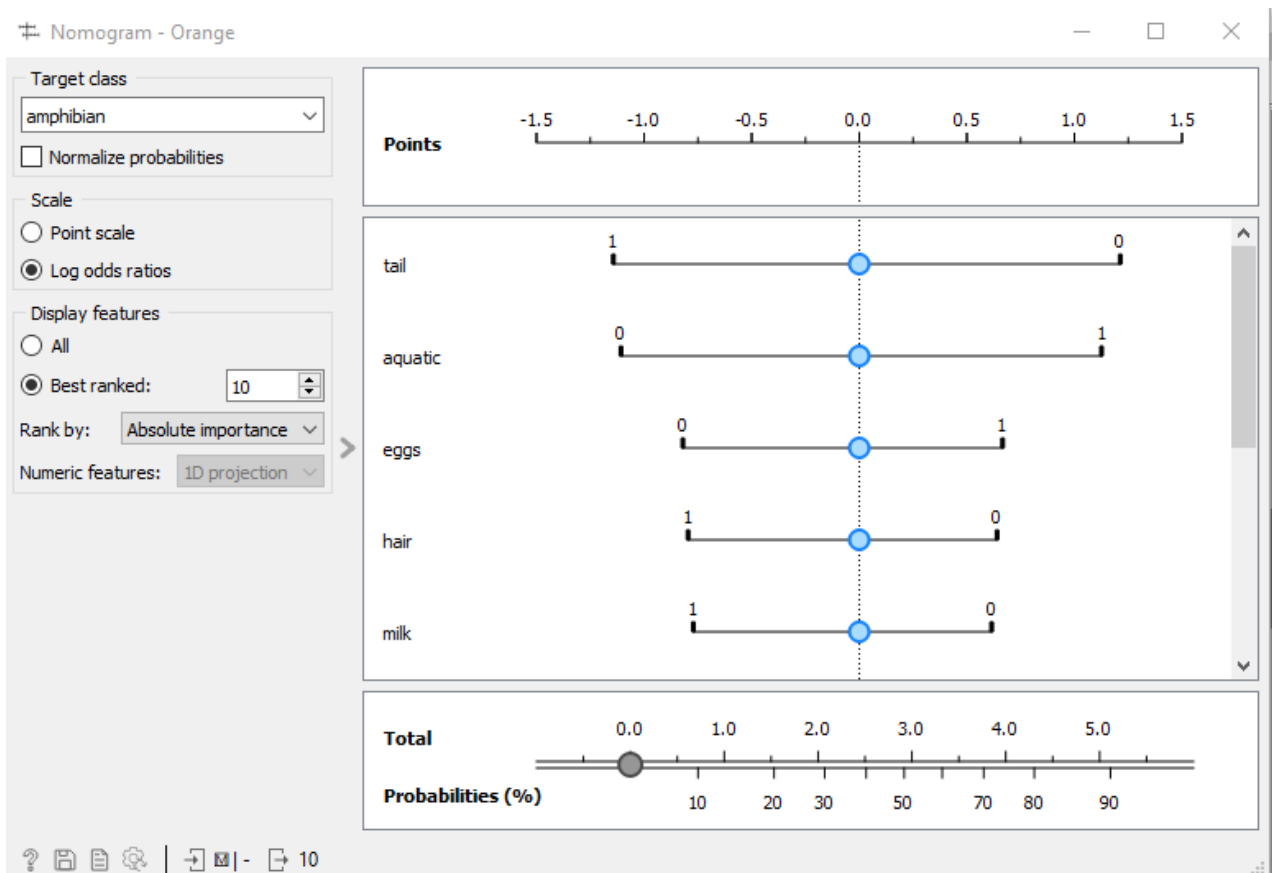 Nomogram - Orange
Target class
amphibian
Normalize probabilities
Scale
Point scale
Log odds ratios
Display features
All
Best ranked: 10
Rank by: Absolute importance
Numeric features: 1D projection
-1.5 -1.0 -0.5 0.0 0.5 1.0 1.5
Points
1 0
tail
0 1
aquatic
0 1
eggs
1 0
hair
1 0
milk
0.0 1.0 2.0 3.0 4.0 5.0
Total
Probabilities (%)
10 20 30 50 70 80 90
? M | - 10